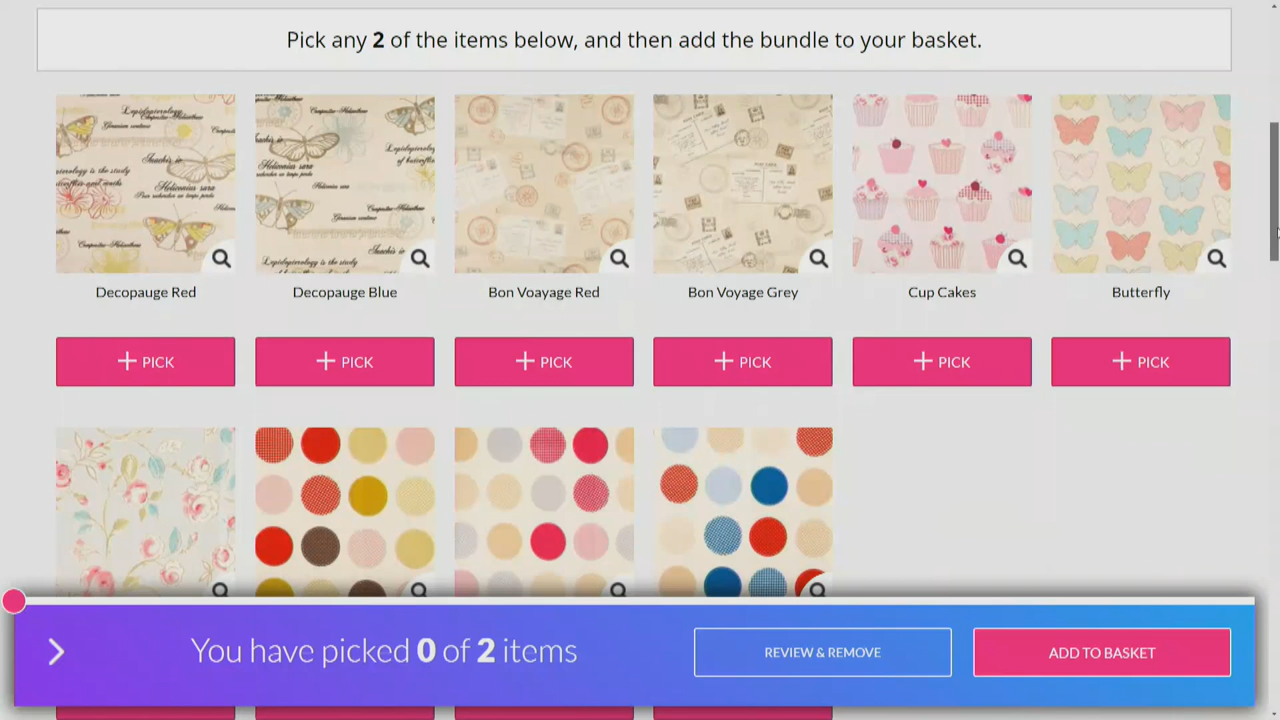 Pick any 2 of the items below, and then add the bundle to your basket.
Decopauge Red
Decopauge Blue
Bon Voayage Red
Bon Voyage Grey
Cup Cakes
Butterfly
PICK
PICK
PICK
PICK
PICK
PICK
You have picked 0 of 2 items
REVIEW & REMOVE
ADD TO BASKET